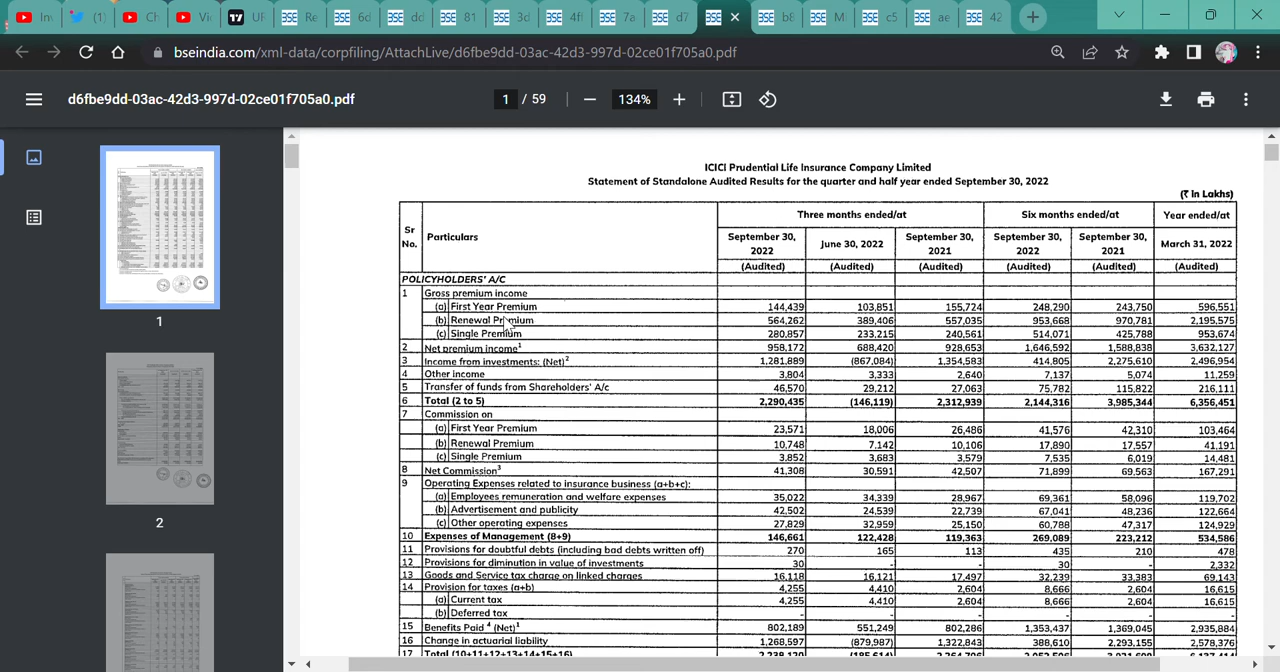 In
(1)
Ch
Vi
UF
Re
6d
dd
81
3d
4fl
7a
d7
b8
M
c5
ae
42
bseindia.com/xml-data/corpfiling/AttachLive/d6fbe9dd-03ac-42d3-997d-02ce01f705a0.pdf
d6fbe9dd-03ac-42d3-997d-02ce01f705a0.pdf 1 / 59 134%
1
2
ICICI Prudential Life Insurance Company Limited
Statement of Standalone Audited Results for the quarter and half year ended September 30, 2022
(₹ in Lakhs)
Sr No. Particulars Three months ended/at Six months ended/at Year ended/at
September 30, 2022 June 30, 2022 September 30, 2021 September 30, 2022 September 30, 2021 March 31, 2022
(Audited) (Audited) (Audited) (Audited) (Audited) (Audited)
POLICYHOLDERS' A/C
1 Gross premium income
(a) First Year Premium 144,439 103,851 155,724 248,290 243,750 596,551
(b) Renewal Premium 564,262 389,406 557,035 953,668 970,781 2,195,575
(c) Single Premium 280,857 233,215 240,561 514,071 425,788 953,674
2 Net premium income1 958,172 688,420 928,653 1,646,592 1,588,838 3,632,127
3 Income from investments: (Net)2 1,281,889 (867,084) 1,354,583 414,805 2,275,610 2,496,954
4 Other income 3,804 3,333 2,640 7,137 5,074 11,259
5 Transfer of funds from Shareholders' A/c 46,570 29,212 27,063 75,782 115,822 216,111
6 Total (2 to 5) 2,290,435 (146,119) 2,312,939 2,144,316 3,985,344 6,356,451
7 Commission on
(a) First Year Premium 23,571 18,006 26,486 41,576 42,310 103,464
(b) Renewal Premium 10,748 7,142 10,106 17,890 17,557 41,191
(c) Single Premium 3,852 3,683 3,579 7,535 6,019 14,481
8 Net Commission3 41,308 30,591 42,507 71,899 69,563 167,291
9 Operating Expenses related to insurance business (a+b+c):
(a) Employees remuneration and welfare expenses 35,022 34,339 28,967 69,361 58,096 119,702
(b) Advertisement and publicity 42,502 24,539 22,739 67,041 48,236 122,664
(c) Other operating expenses 27,829 32,959 25,150 60,788 47,317 124,929
10 Expenses of Management (8+9) 146,661 122,428 119,363 269,089 223,212 534,586
11 Provisions for doubtful debts (including bad debts written off) 270 165 113 435 210 478
12 Provisions for diminution in value of investments 30 - - 30 - 2,332
13 Goods and Service tax charge on linked charges 16,118 16,121 17,497 32,239 33,383 69,143
14 Provision for taxes (a+b) 4,255 4,410 2,604 8,666 2,604 16,615
(a) Current tax 4,255 4,410 2,604 8,666 2,604 16,615
(b) Deferred tax - - - - - -
15 Benefits Paid 4 (Net)1 802,189 551,249 802,286 1,353,437 1,369,045 2,935,884
16 Change in actuarial liability 1,268,597 (879,987) 1,322,843 388,610 2,293,155 2,578,376
17 Total (10+11+12+13+14+15+16)